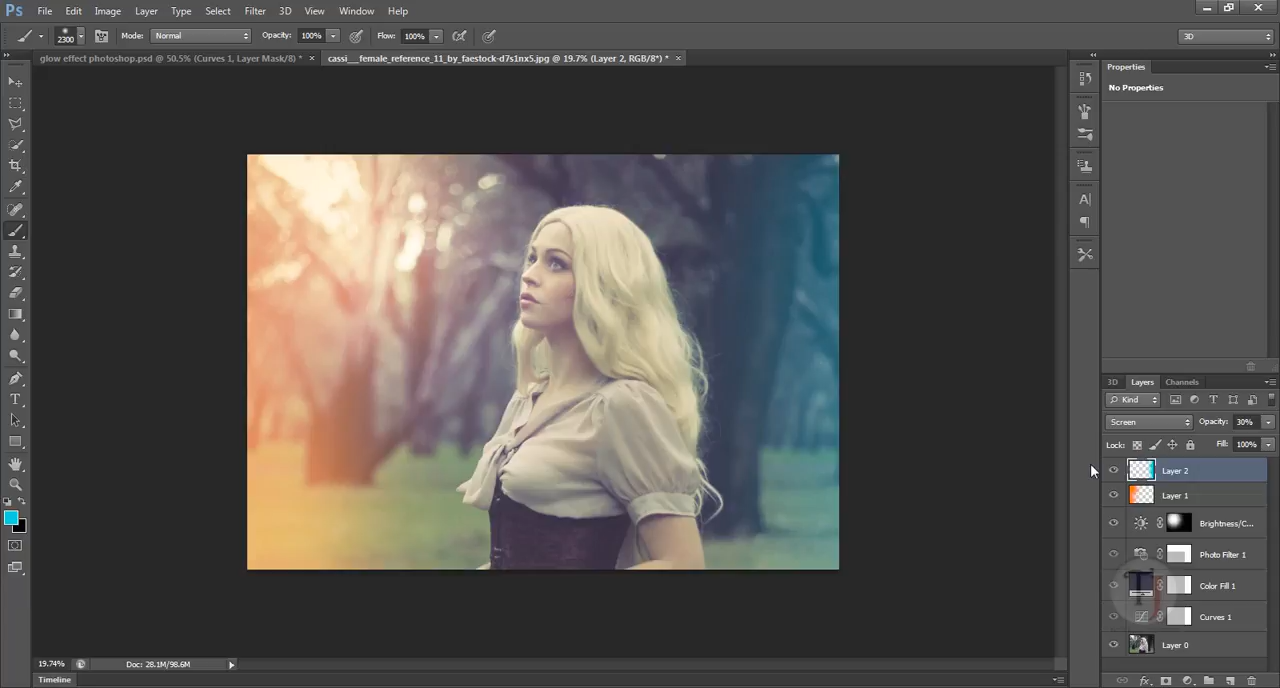 Ps File Edit Image Layer Type Select Filter 3D View Window Help
2300 Mode: Normal Opacity: 100% Flow: 100% 3D
glow effect photoshop.psd @ 50.5% (Curves 1, Layer Mask/8) * × cassi__female_reference_11_by_faestock-d7s1nx5.jpg @ 19.7% (Layer 2, RGB/8*) * ×
Properties
No Properties
3D Layers Channels
Kind
Screen Opacity: 30%
Lock: Fill: 100%
Layer 2
Layer 1
Brightness/C...
Photo Filter 1
Color Fill 1
Curves 1
Layer 0
19.74% Doc: 28.1M/98.6M
Timeline
fx